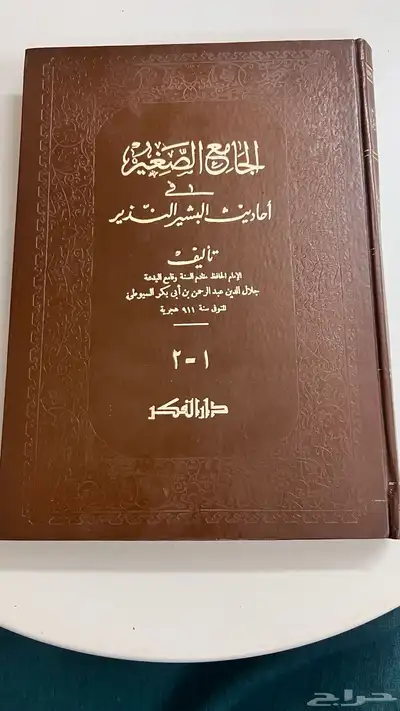 الجامع الصغير
في
أحاديث البشير النذير
تأليف
الإمام الحافظ خادم السنة وقامع البدعة
جلال الدين عبد الرحمن بن أبي بكر السيوطي
المتوفى سنة ٩١١ هجرية
١ - ٢
دار الفكر
حراج